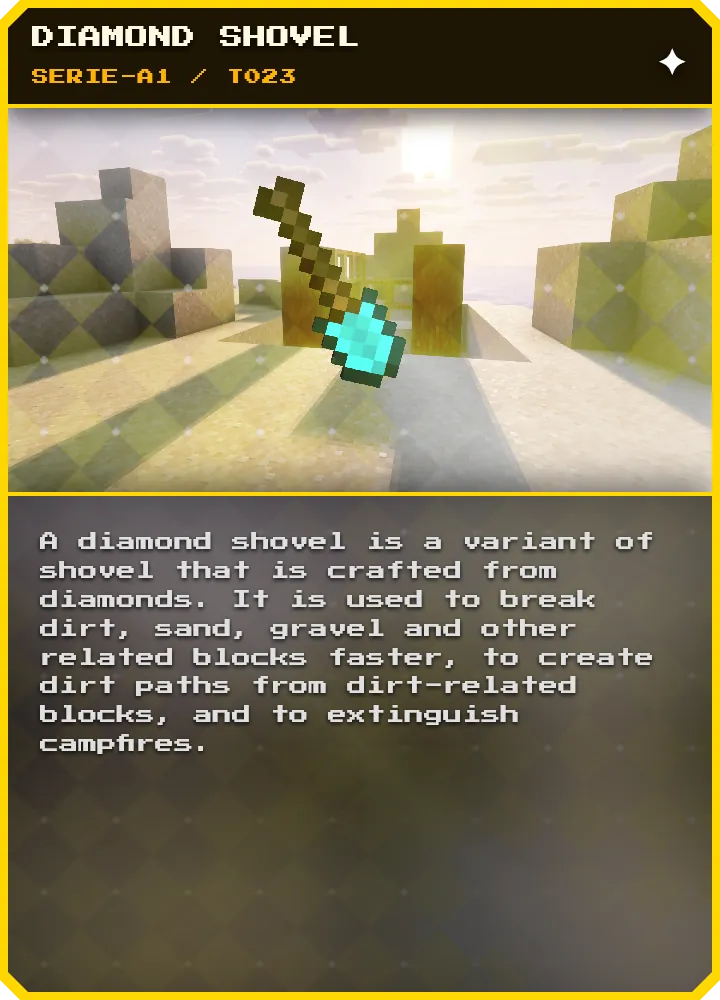 DIAMOND SHOVEL
SERIE-A1 / T023
A diamond shovel is a variant of
shovel that is crafted from
diamonds. It is used to break
dirt, sand, gravel and other
related blocks faster, to create
dirt paths from dirt-related
blocks, and to extinguish
campfires.